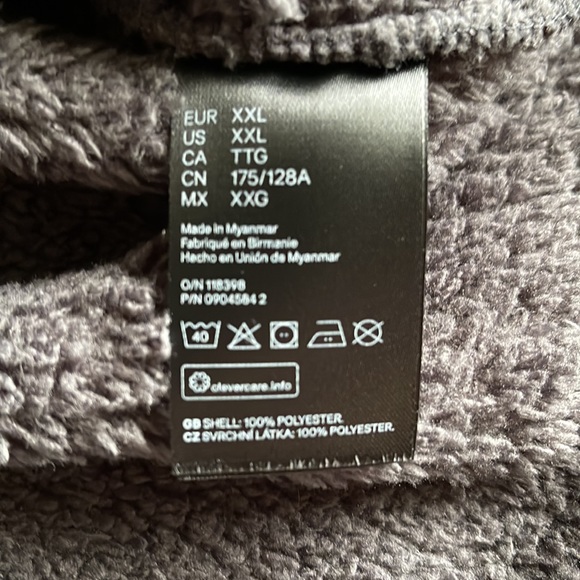 EUR XXL
US XXL
CA TTG
CN 175/128A
MX XXG
Made in Myanmar
Fabriqué en Birmanie
Hecho en Unión de Myanmar
O/N 118398
P/N 0904584 2
40
clevercare.info
GB SHELL: 100% POLYESTER.
CZ SVRCHNÍ LÁTKA: 100% POLYESTER.